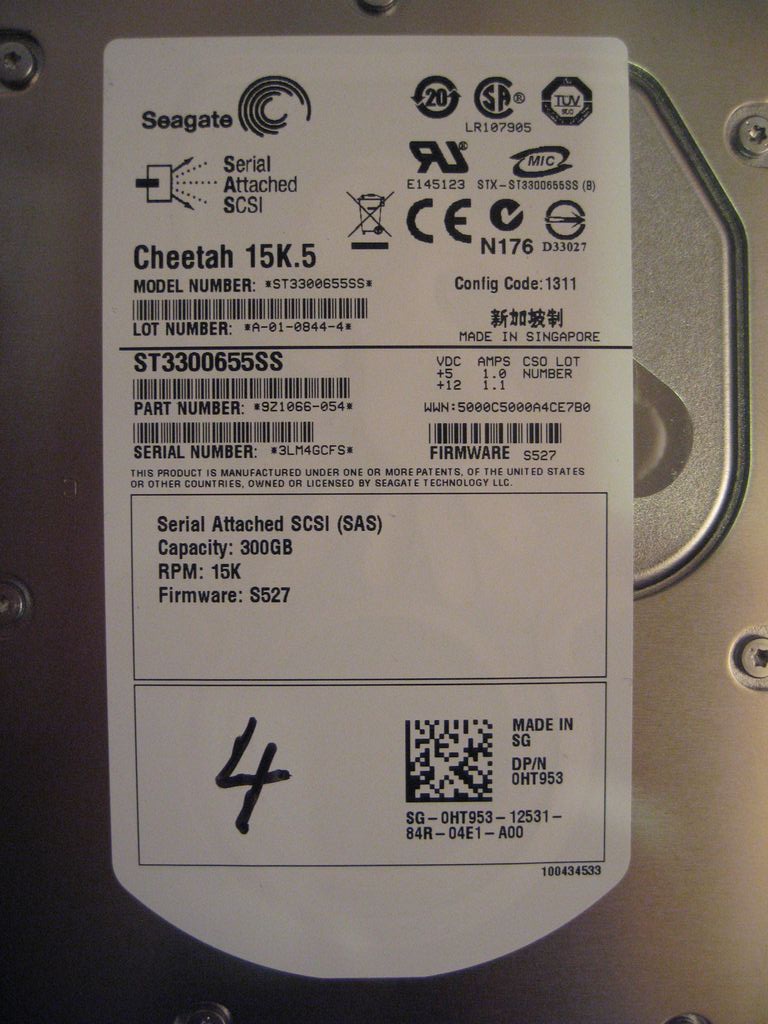 Seagate
20
SA®
TUV
LR107905
RU®
MIC
E145123 STX-ST3300655SS (B)
Serial
Attached
SCSI
CE
N176 D33027
Cheetah 15K.5
MODEL NUMBER: *ST3300655SS*
Config Code:1311
LOT NUMBER: *A-01-0844-4*
新加坡制
MADE IN SINGAPORE
ST3300655SS
VDC AMPS CSO LOT
+5 1.0 NUMBER
+12 1.1
PART NUMBER: *9Z1066-054*
WWN:5000C5000A4CE7B0
SERIAL NUMBER: *3LM4GCFS*
FIRMWARE S527
THIS PRODUCT IS MANUFACTURED UNDER ONE OR MORE PATENTS, OF THE UNITED STATES
OR OTHER COUNTRIES, OWNED OR LICENSED BY SEAGATE TECHNOLOGY LLC.
Serial Attached SCSI (SAS)
Capacity: 300GB
RPM: 15K
Firmware: S527
4
MADE IN
SG
DP/N
0HT953
SG-0HT953-12531-
84R-04E1-A00
100434533